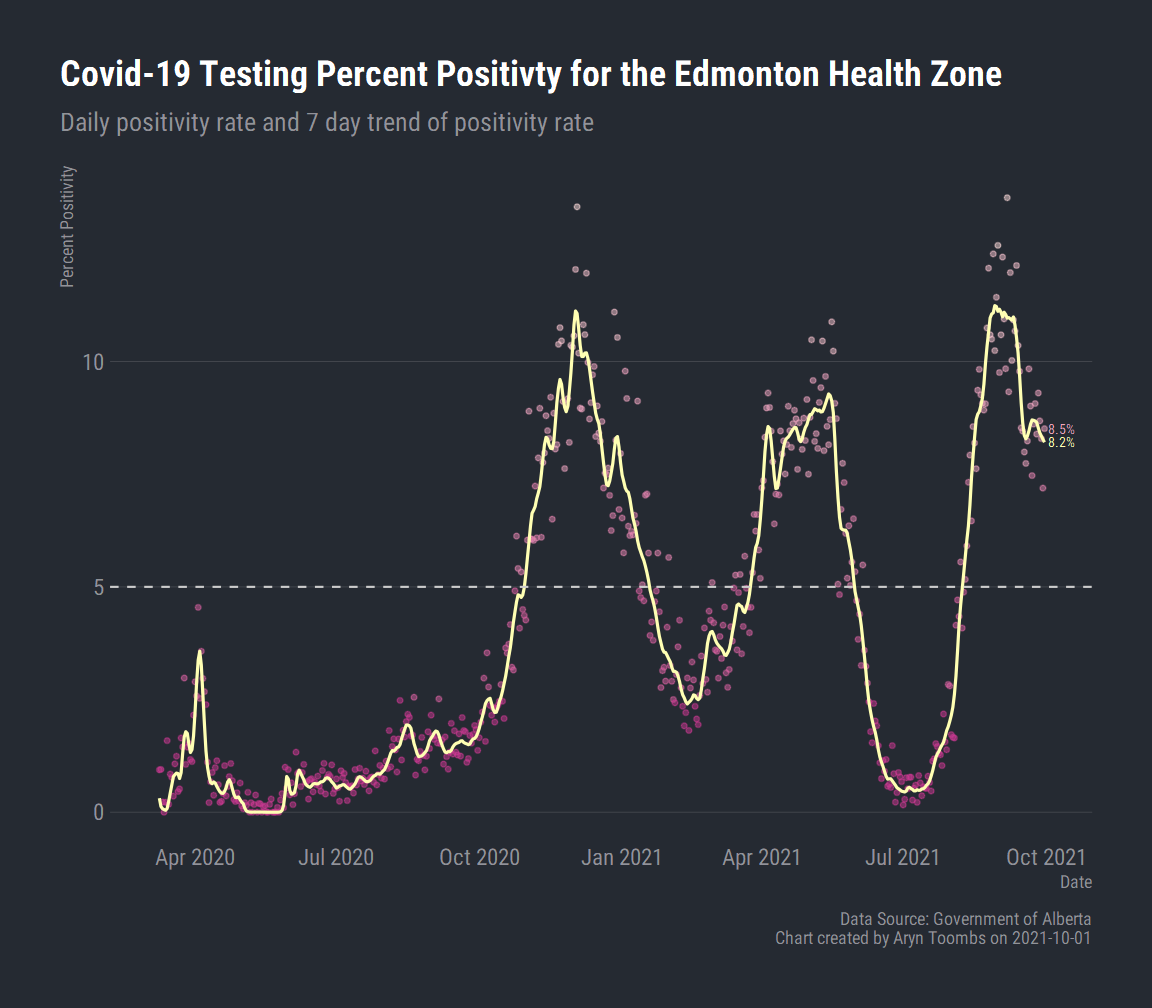 Covid-19 Testing Percent Positivty for the Edmonton Health Zone
Daily positivity rate and 7 day trend of positivity rate
Percent Positivity
10
8.5%
8.2%
5
0
Apr 2020 Jul 2020 Oct 2020 Jan 2021 Apr 2021 Jul 2021 Oct 2021
Date
Data Source: Government of Alberta
Chart created by Aryn Toombs on 2021-10-01